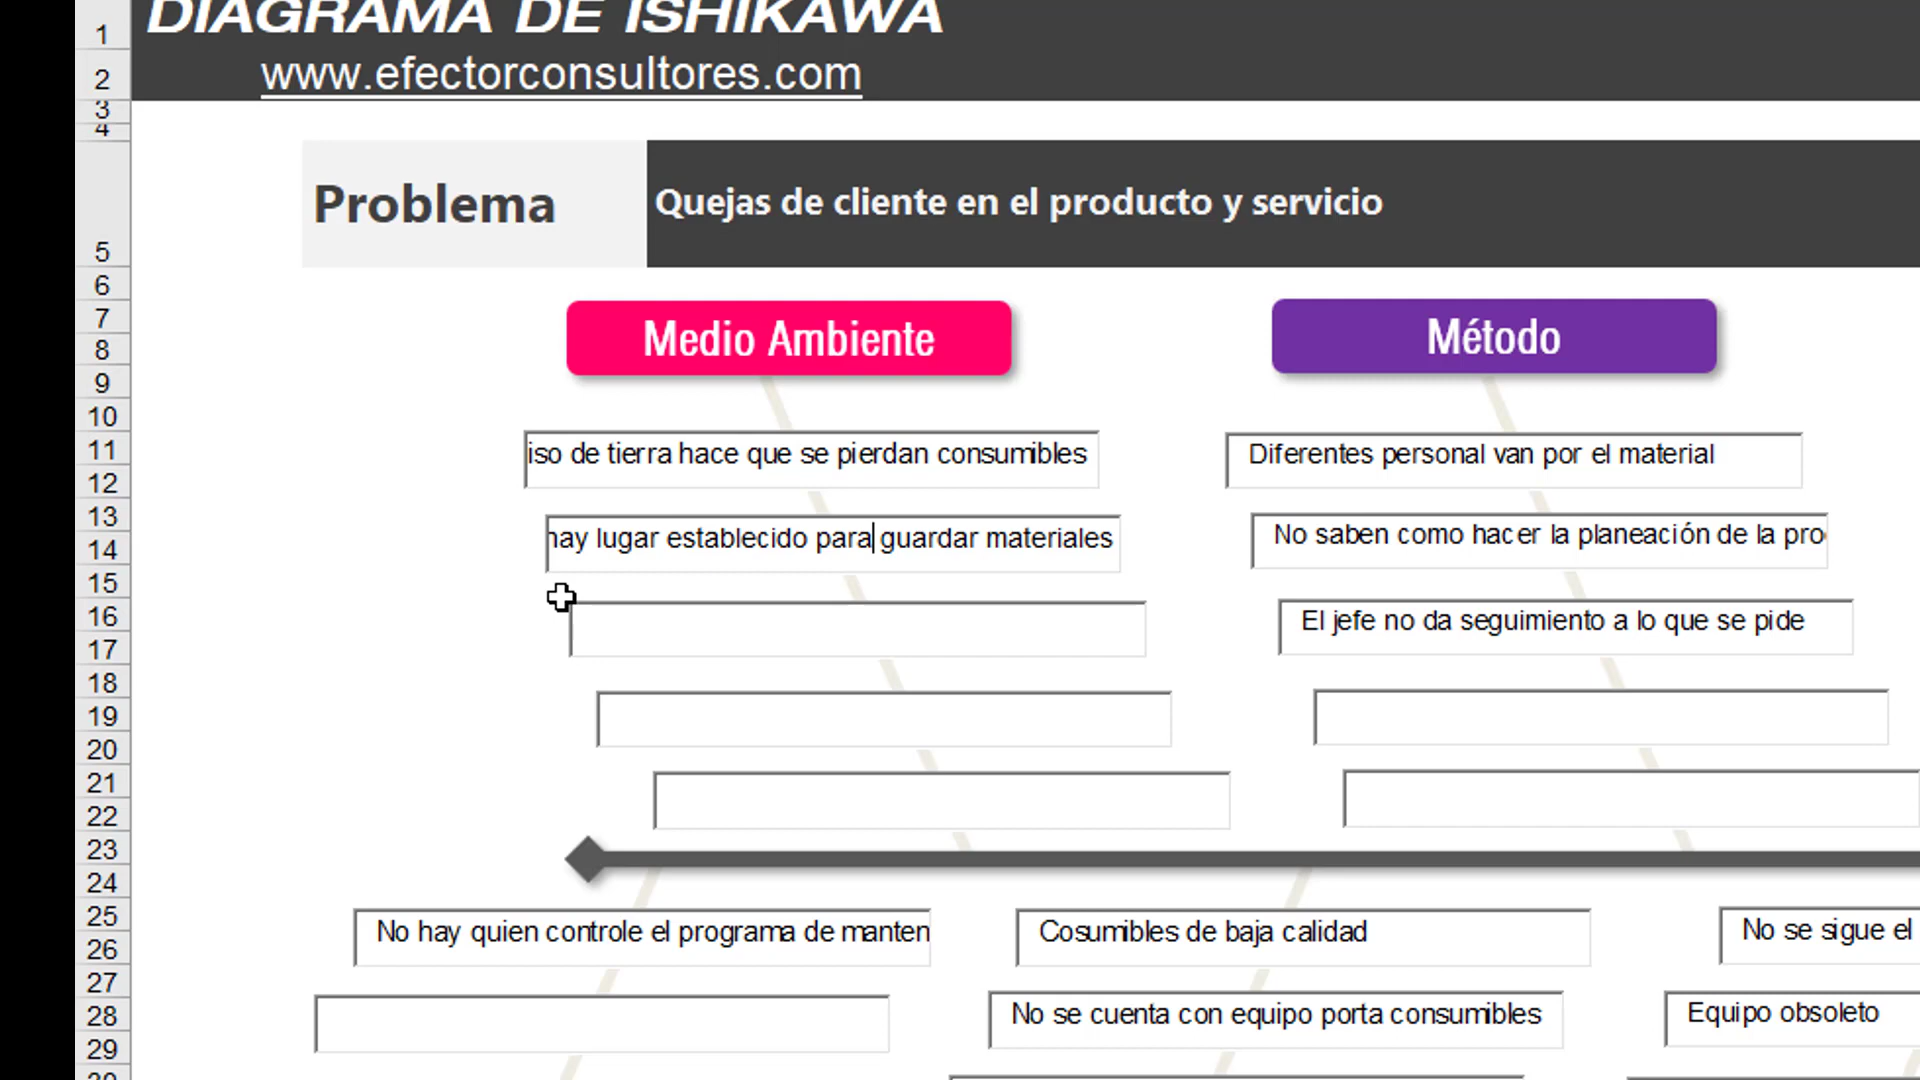 DIAGRAMA DE ISHIKAWA
www.efectorconsultores.com
Problema
Quejas de cliente en el producto y servicio
Medio Ambiente
Método
iso de tierra hace que se pierdan consumibles
Diferentes personal van por el material
hay lugar establecido para guardar materiales
No saben como hacer la planeación de la pro
El jefe no da seguimiento a lo que se pide
No hay quien controle el programa de manten
Cosumibles de baja calidad
No se sigue el
No se cuenta con equipo porta consumibles
Equipo obsoleto
1
2
3
4
5
6
7
8
9
10
11
12
13
14
15
16
17
18
19
20
21
22
23
24
25
26
27
28
29